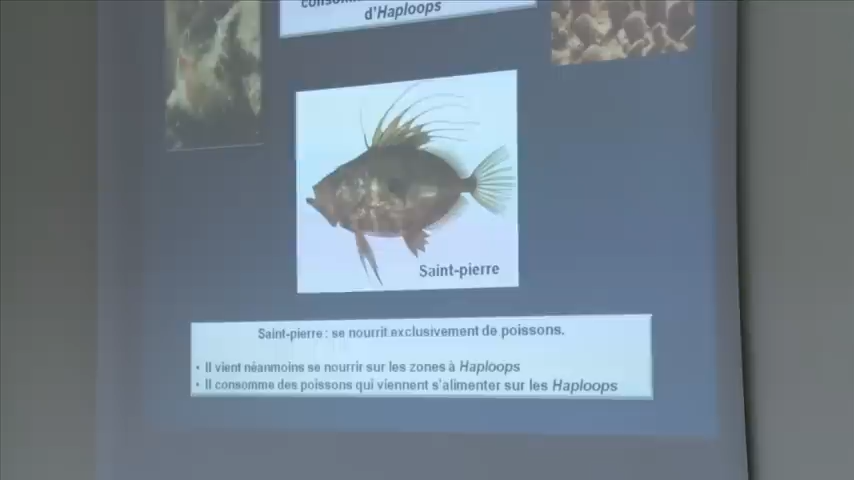 d'Haploops
Saint-pierre
Saint-pierre : se nourrit exclusivement de poissons.
• Il vient néanmoins se nourrir sur les zones à Haploops
• Il consomme des poissons qui viennent s'alimenter sur les Haploops